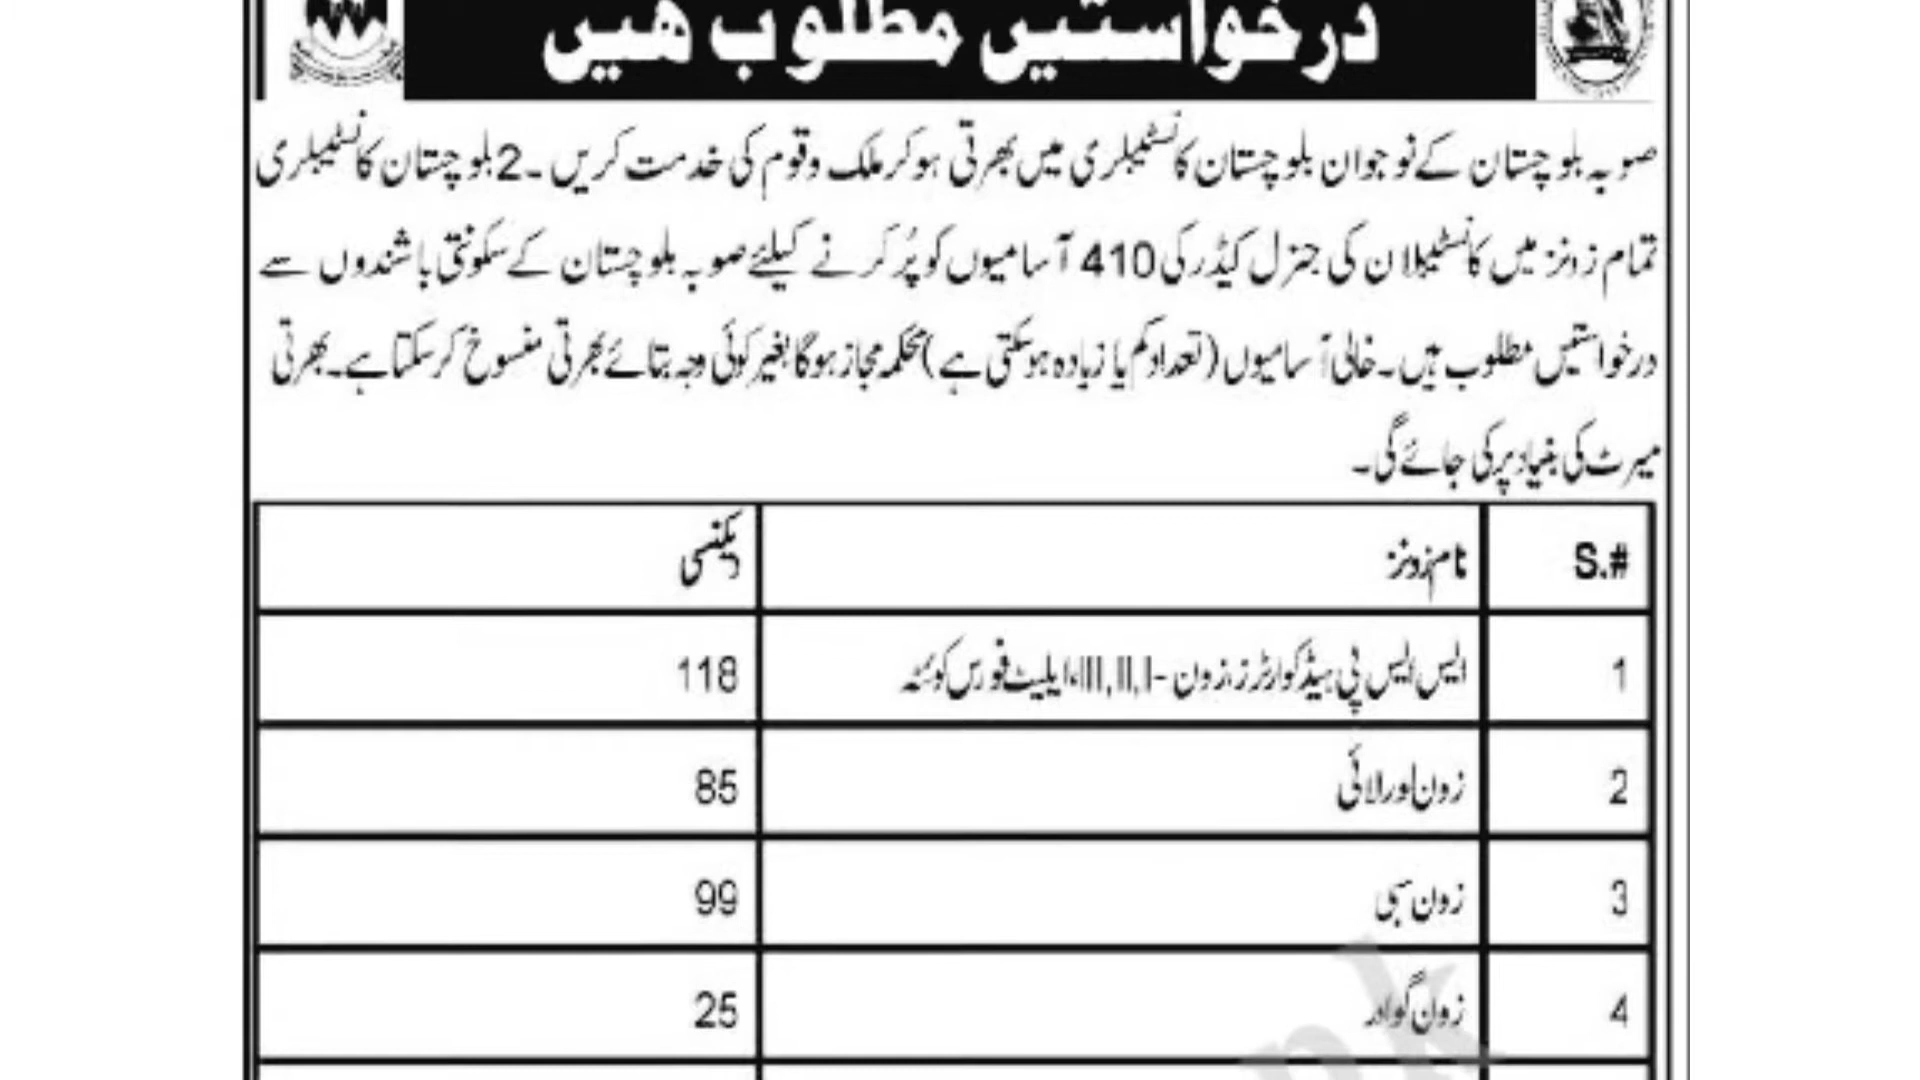 درخواستیں مطلوب ہیں
صوبہ بلوچستان کے نوجوان بلوچستان کانسٹیبلری میں بھرتی ہو کر ملک و قوم کی خدمت کریں۔2 بلوچستان کانسٹیبلری
تمام زونز میں کانسٹیبلان کی جنرل کیڈر کی 410 آسامیوں کو پُر کرنے کیلئے صوبہ بلوچستان کے سکونتی باشندوں سے
درخواستیں مطلوب ہیں۔ خالی آسامیوں (تعداد کم یا زیادہ ہو سکتی ہے) محکمہ مجاز ہو گا بغیر کوئی وجہ بتائے بھرتی منسوخ کر سکتا ہے۔ بھرتی
میرٹ کی بنیاد پر کی جائے گی۔
S.# نام زونز ویکنسی
1 ایس ایس پی ہیڈ کوارٹرز، زون -I,II,III، ایلیٹ فورس کوئٹہ 118
2 زون لورالائی 85
3 زون سبی 99
4 زون گوادر 25